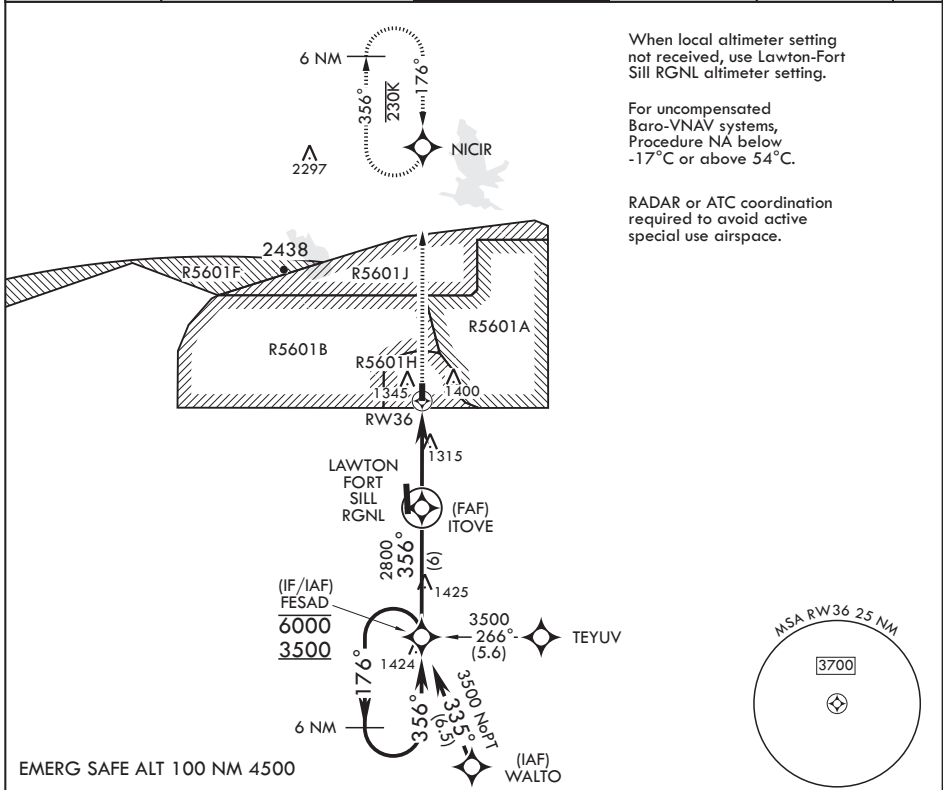 When local altimeter setting
not received, use Lawton-Fort
Sill RGNL altimeter setting.
For uncompensated
Baro-VNAV systems,
Procedure NA below
-17°C or above 54°C.
RADAR or ATC coordination
required to avoid active
special use airspace.
6 NM
356°
230K
176°
NICIR
2297
2438
R5601F
R5601J
R5601A
R5601B
R5601H
1345
1400
RW36
1315
LAWTON
FORT
SILL
RGNL
(FAF)
ITOVE
2800
356°
(6)
1425
(IF/IAF)
FESAD
6000
3500
3500
266°
(5.6)
TEYUV
1424
176°
356°
6 NM
3500 NoPT
335°
(6.5)
(IAF)
WALTO
MSA RW36 25 NM
3700
EMERG SAFE ALT 100 NM 4500